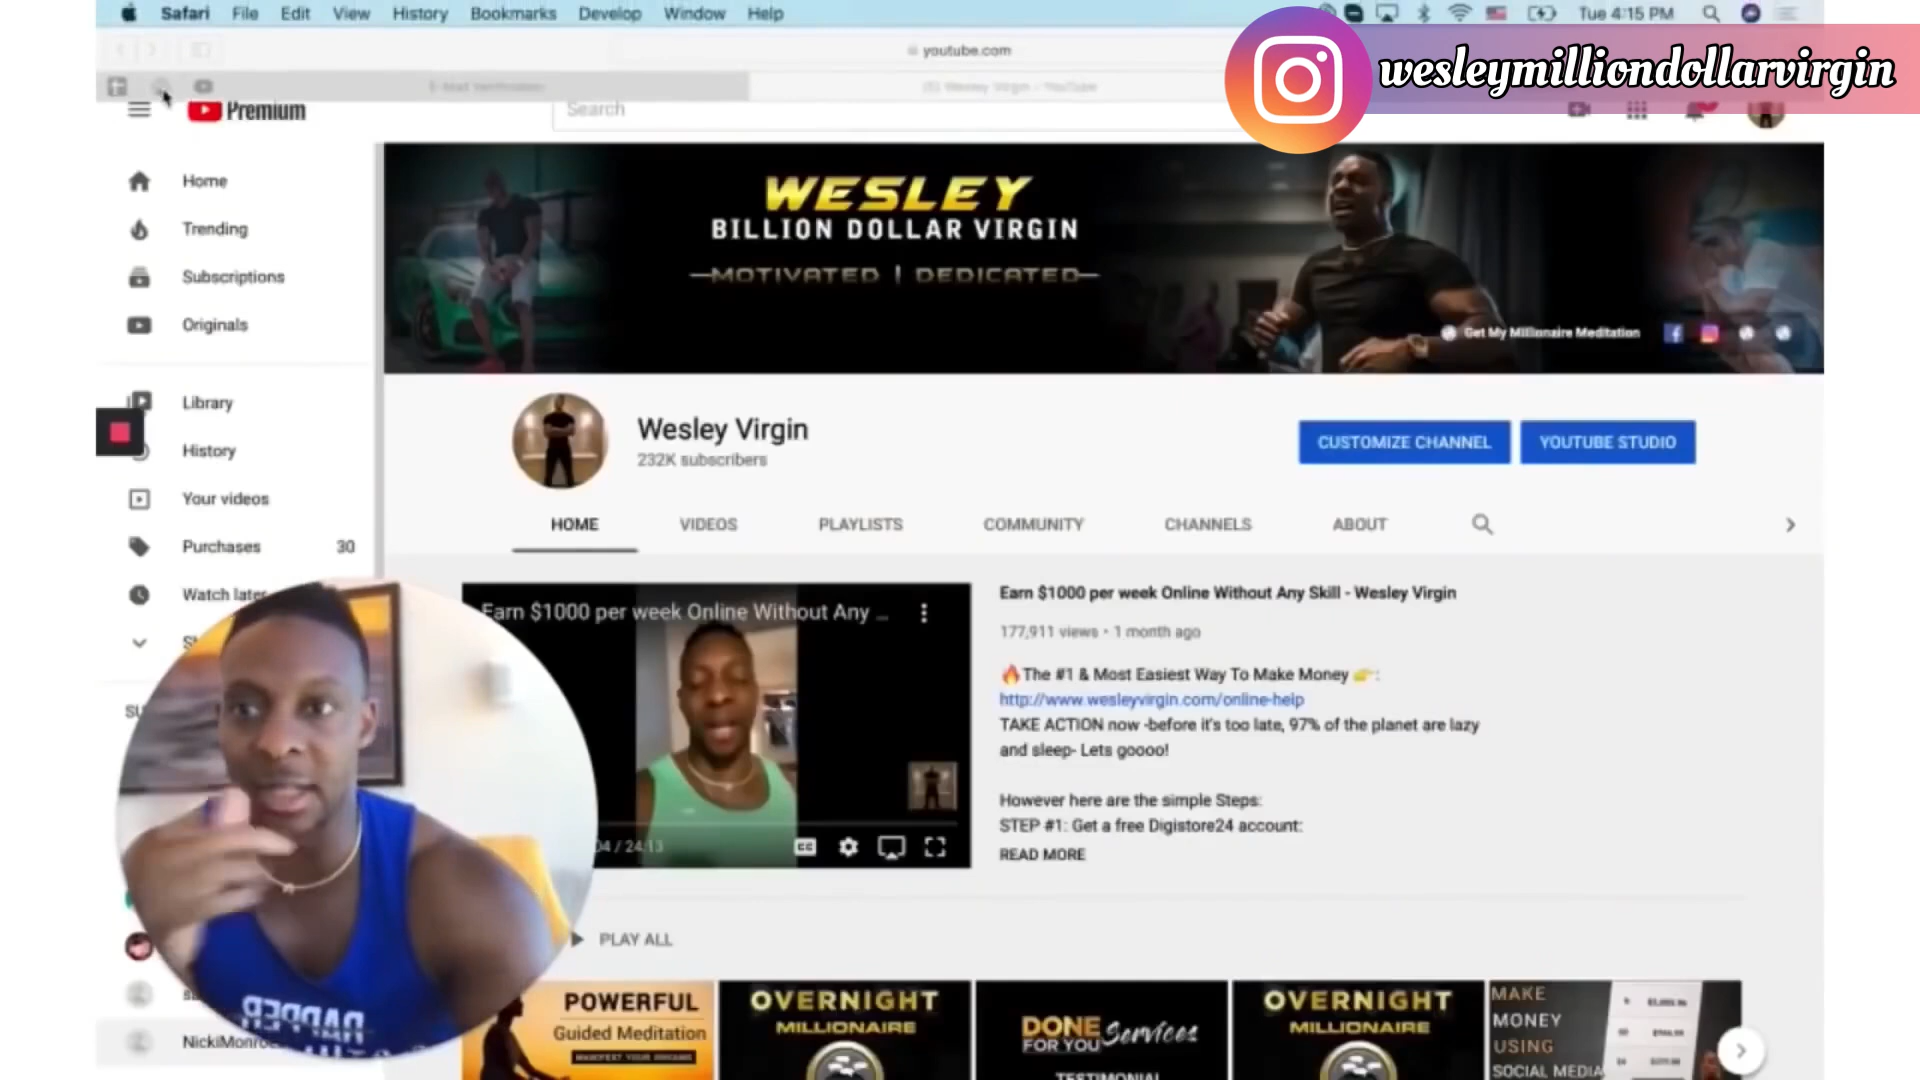 Safari File Edit View History Bookmarks Develop Window Help Tue 4:15 PM
youtube.com
wesleymilliondollarvirgin
Premium
Search
Home
Trending
Subscriptions
Originals
Library
History
Your videos
Purchases 30
Watch later
WESLEY
BILLION DOLLAR VIRGIN
MOTIVATED | DEDICATED
Get My Millionaire Meditation
Wesley Virgin
232K subscribers
CUSTOMIZE CHANNEL
YOUTUBE STUDIO
HOME VIDEOS PLAYLISTS COMMUNITY CHANNELS ABOUT
Earn $1000 per week Online Without Any ...
04 / 24:13
Earn $1000 per week Online Without Any Skill - Wesley Virgin
177,911 views • 1 month ago
🔥The #1 & Most Easiest Way To Make Money 👉:
http://www.wesleyvirgin.com/online-help
TAKE ACTION now -before it's too late, 97% of the planet are lazy
and sleep- Lets goooo!
However here are the simple Steps:
STEP #1: Get a free Digistore24 account:
READ MORE
PLAY ALL
POWERFUL
Guided Meditation
MANIFEST YOUR DESIRES
OVERNIGHT
MILLIONAIRE
DONE
FOR YOU Services
TESTIMONIAL
OVERNIGHT
MILLIONAIRE
MAKE
MONEY
USING
SOCIAL MEDIA
DAPPER